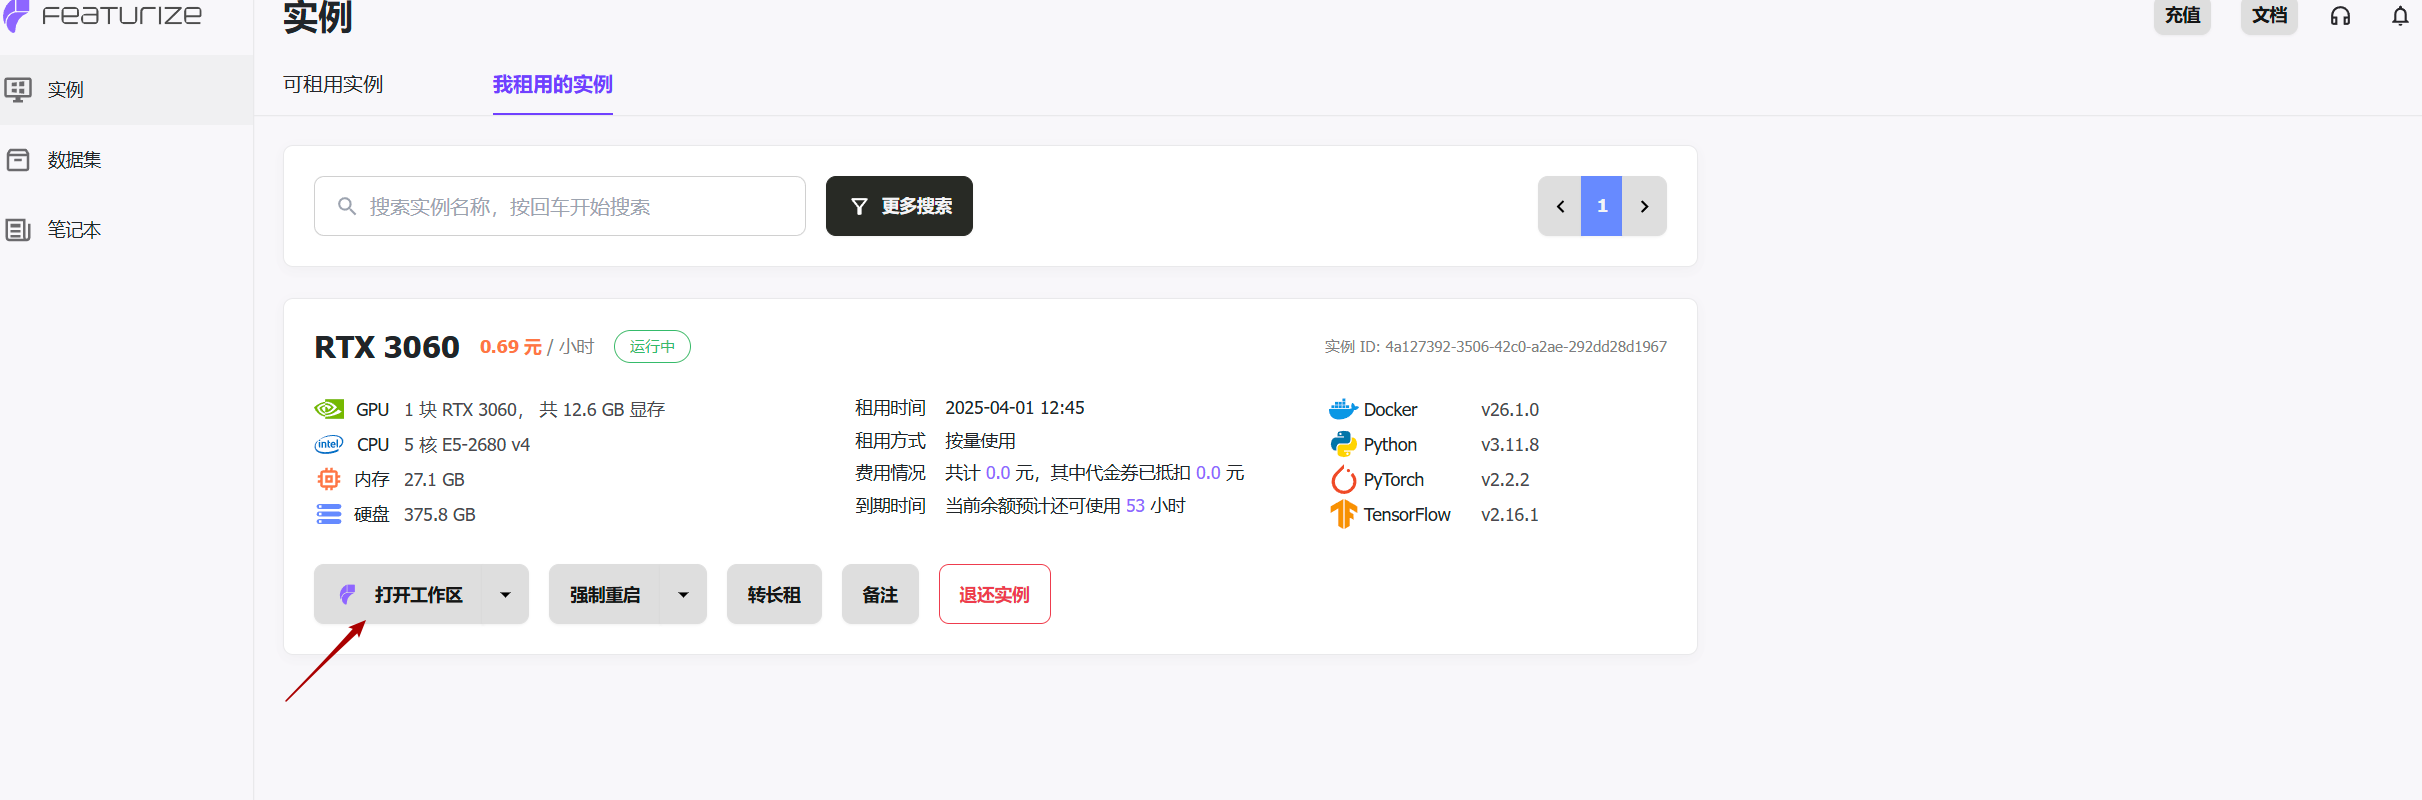 FEATURIZE
实例
充值
文档
实例
数据集
笔记本
可租用实例
我租用的实例
搜索实例名称，按回车开始搜索
更多搜索
1
RTX 3060 0.69 元 / 小时 运行中
实例 ID: 4a127392-3506-42c0-a2ae-292dd28d1967
GPU 1 块 RTX 3060， 共 12.6 GB 显存
intel CPU 5 核 E5-2680 v4
内存 27.1 GB
硬盘 375.8 GB
租用时间 2025-04-01 12:45
租用方式 按量使用
费用情况 共计 0.0 元，其中代金券已抵扣 0.0 元
到期时间 当前余额预计还可使用 53 小时
Docker v26.1.0
Python v3.11.8
PyTorch v2.2.2
TensorFlow v2.16.1
打开工作区
强制重启
转长租
备注
退还实例